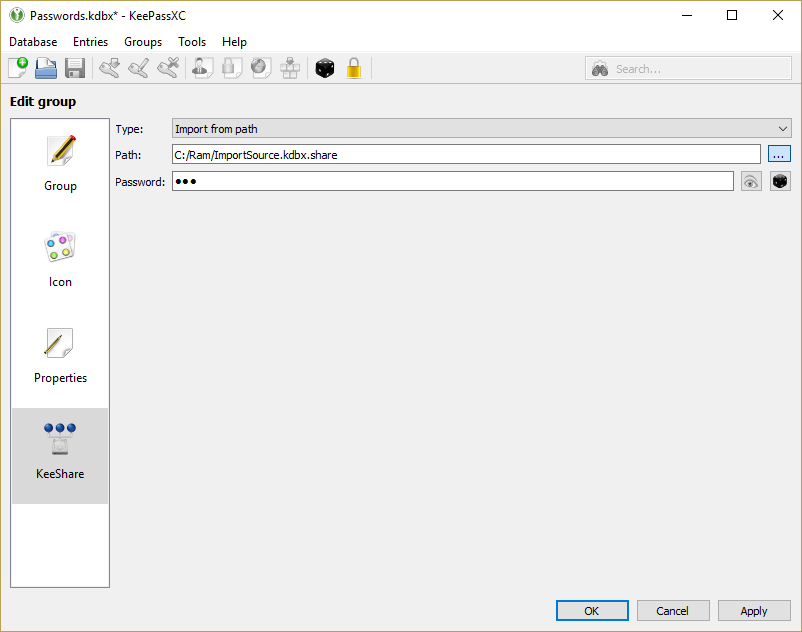 Passwords.kdbx* - KeePassXC
Database Entries Groups Tools Help
Search...
Edit group
Group
Icon
Properties
KeeShare
Type: Import from path
Path: C:/Ram/ImportSource.kdbx.share ...
Password: ●●●
OK Cancel Apply